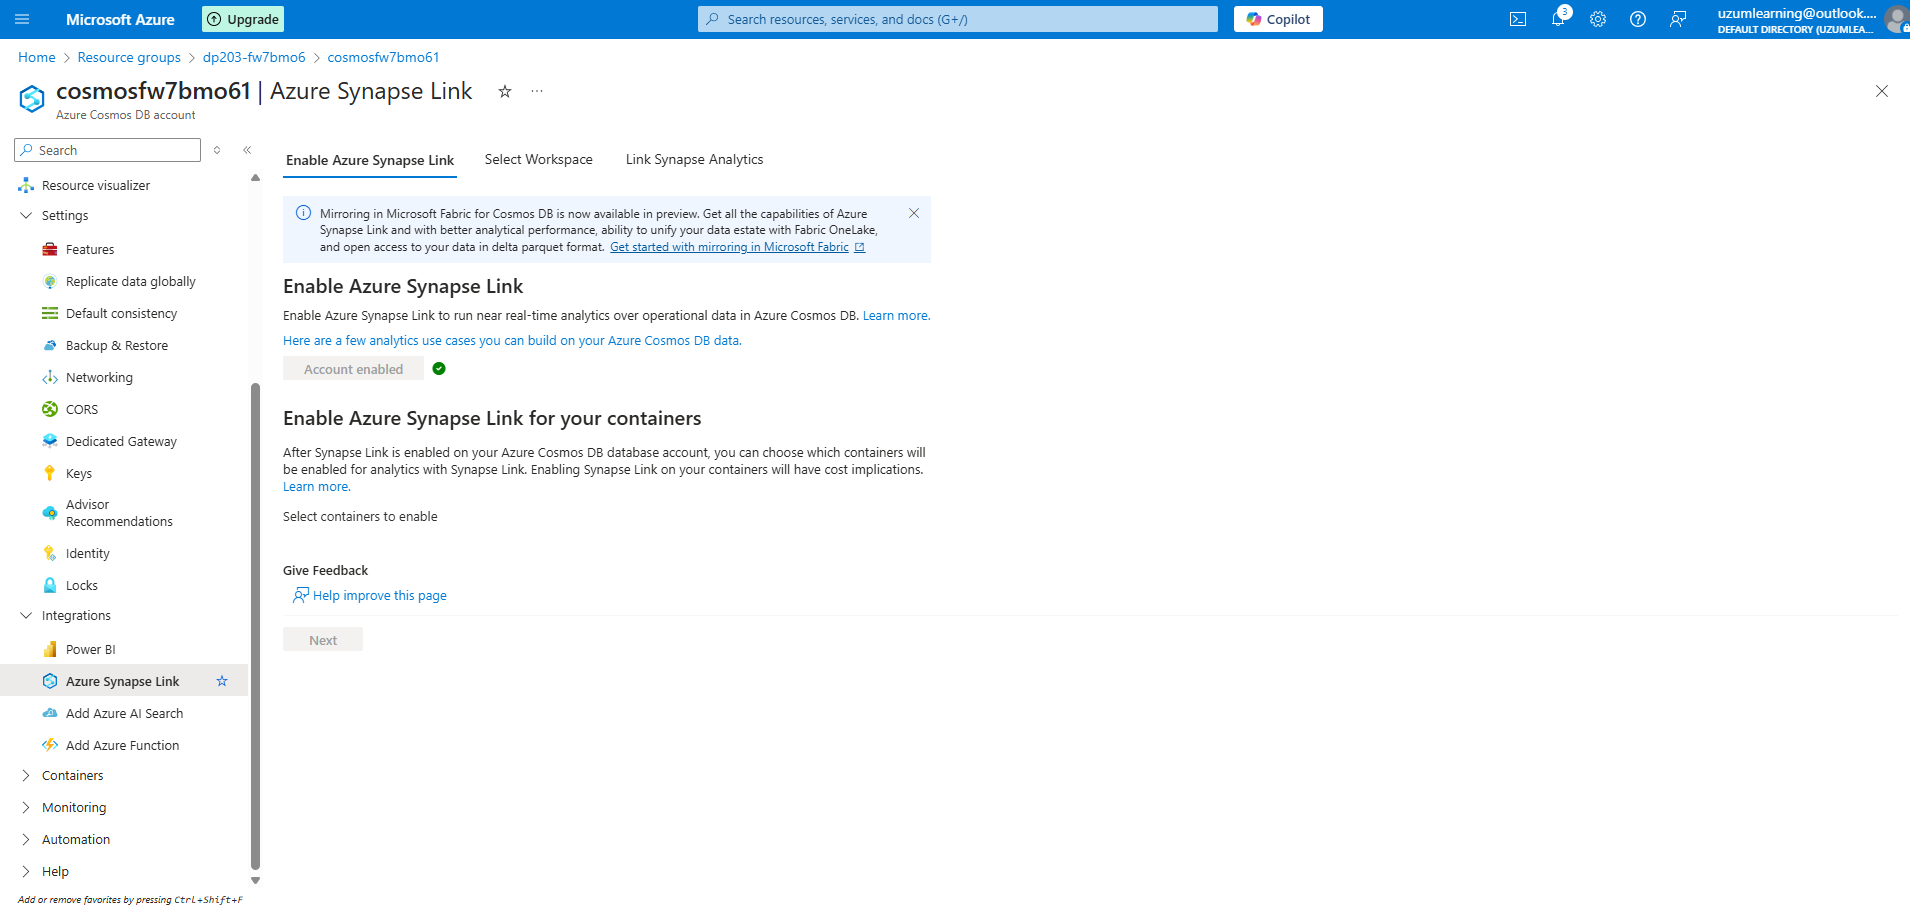 Microsoft Azure
Upgrade
Search resources, services, and docs (G+/)
Copilot
3
uzumlearning@outlook....
DEFAULT DIRECTORY (UZUMLEA...
Home > Resource groups > dp203-fw7bmo6 > cosmosfw7bmo61
cosmosfw7bmo61 | Azure Synapse Link
Azure Cosmos DB account
Search
Resource visualizer
Settings
Features
Replicate data globally
Default consistency
Backup & Restore
Networking
CORS
Dedicated Gateway
Keys
Advisor
Recommendations
Identity
Locks
Integrations
Power BI
Azure Synapse Link
Add Azure AI Search
Add Azure Function
Containers
Monitoring
Automation
Help
Add or remove favorites by pressing Ctrl+Shift+F
Enable Azure Synapse Link
Select Workspace
Link Synapse Analytics
Mirroring in Microsoft Fabric for Cosmos DB is now available in preview. Get all the capabilities of Azure
Synapse Link and with better analytical performance, ability to unify your data estate with Fabric OneLake,
and open access to your data in delta parquet format. Get started with mirroring in Microsoft Fabric
Enable Azure Synapse Link
Enable Azure Synapse Link to run near real-time analytics over operational data in Azure Cosmos DB. Learn more.
Here are a few analytics use cases you can build on your Azure Cosmos DB data.
Account enabled
Enable Azure Synapse Link for your containers
After Synapse Link is enabled on your Azure Cosmos DB database account, you can choose which containers will
be enabled for analytics with Synapse Link. Enabling Synapse Link on your containers will have cost implications.
Learn more.
Select containers to enable
Give Feedback
Help improve this page
Next